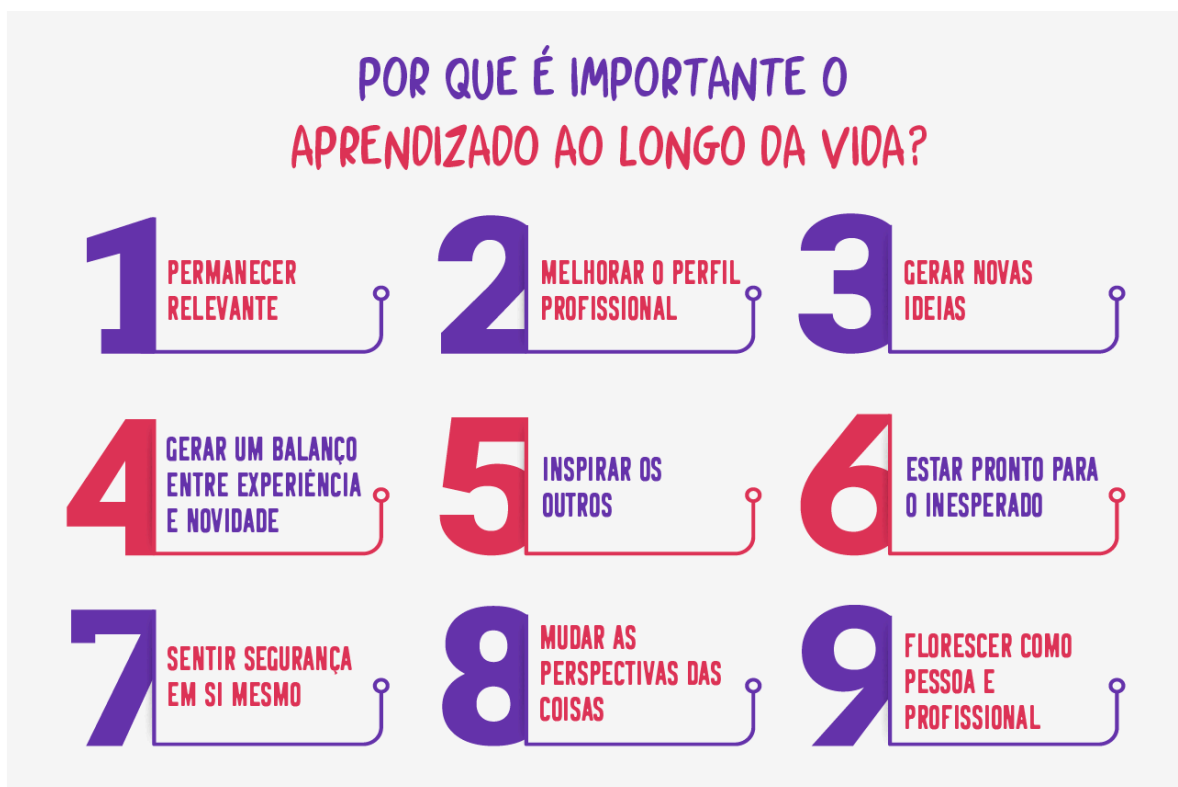 POR QUE É IMPORTANTE O
APRENDIZADO AO LONGO DA VIDA?
1
PERMANECER
RELEVANTE
2
MELHORAR O PERFIL
PROFISSIONAL
3
GERAR NOVAS
IDEIAS
4
GERAR UM BALANÇO
ENTRE EXPERIÊNCIA
E NOVIDADE
5
INSPIRAR OS
OUTROS
6
ESTAR PRONTO PARA
O INESPERADO
7
SENTIR SEGURANÇA
EM SI MESMO
8
MUDAR AS
PERSPECTIVAS DAS
COISAS
9
FLORESCER COMO
PESSOA E
PROFISSIONAL